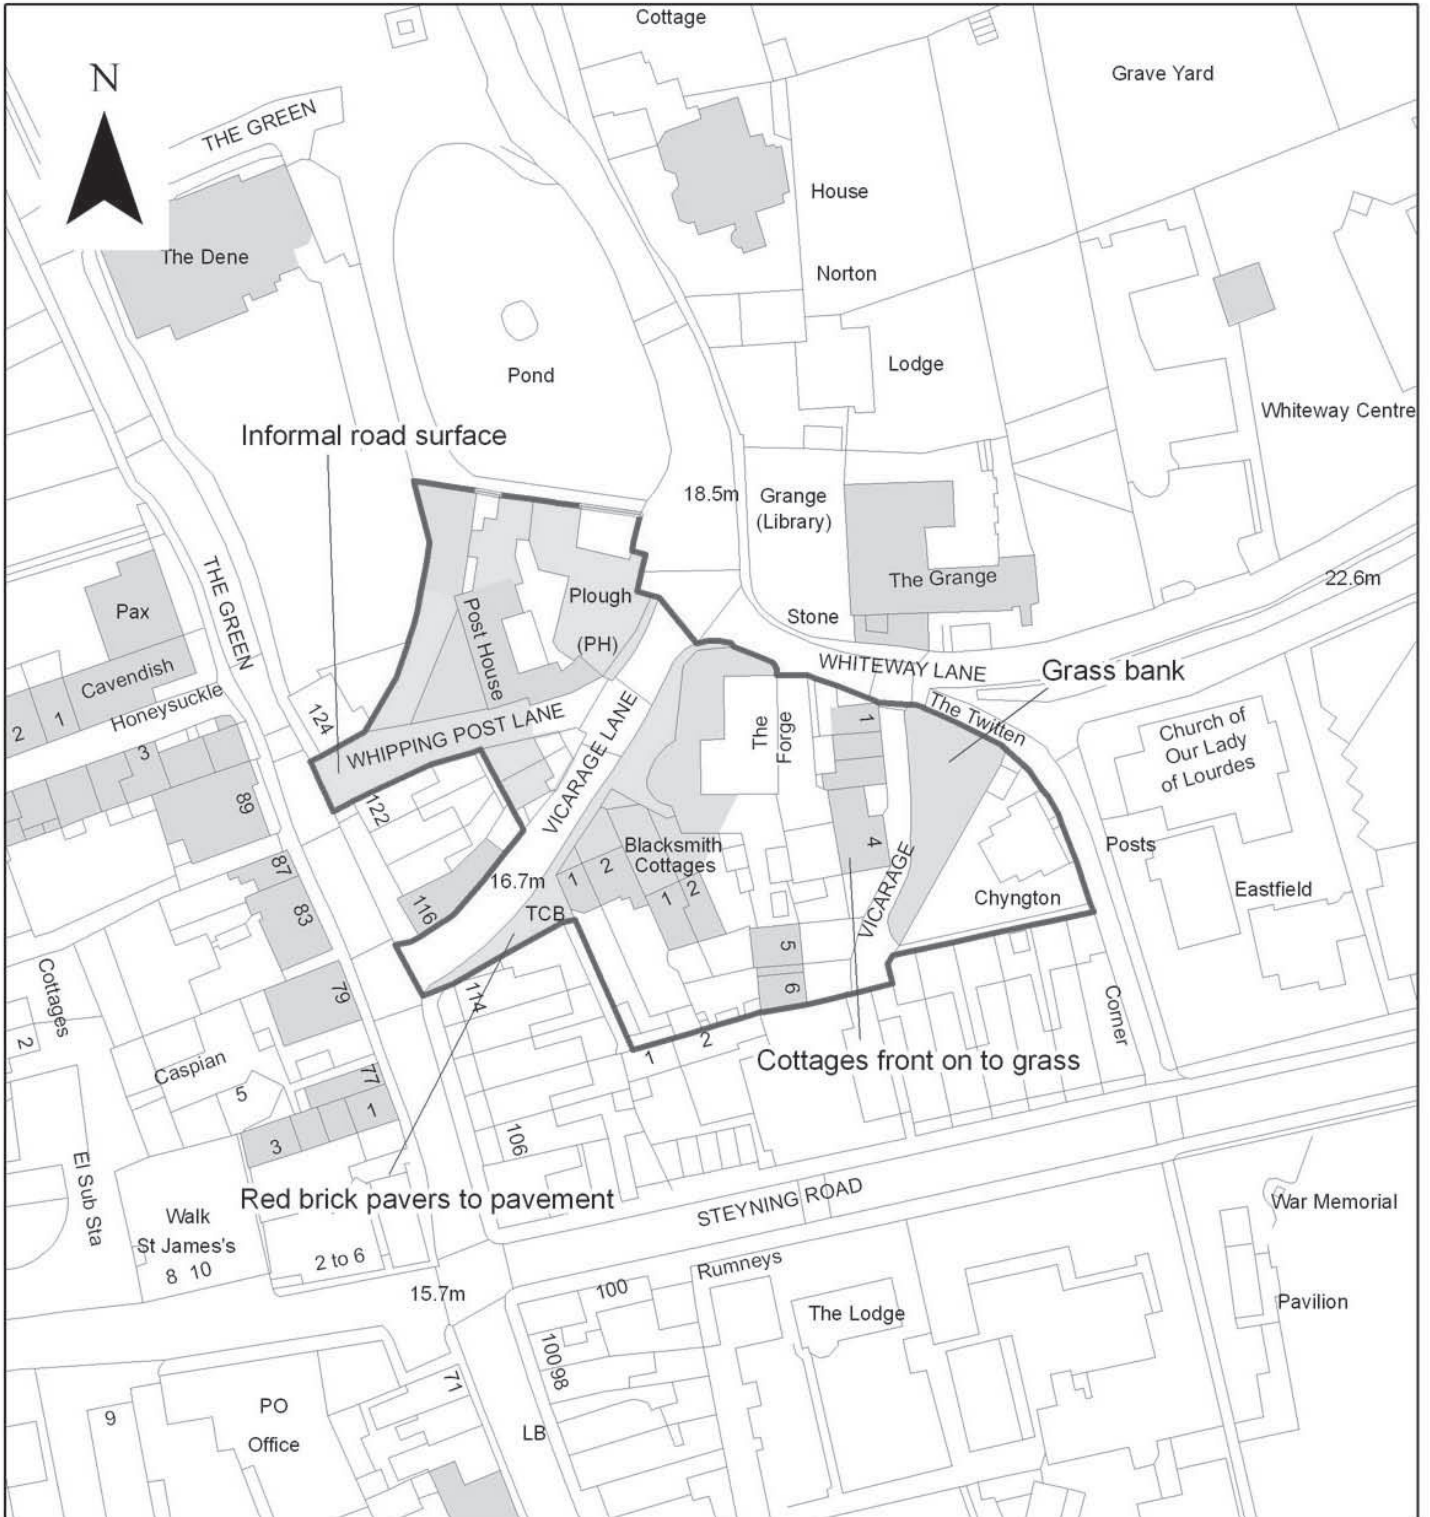 Cottage
Grave Yard
N
THE GREEN
House
The Dene
Norton
Pond
Lodge
Whiteway Centre
Informal road surface
18.5m
Grange
(Library)
The Grange
22.6m
THE GREEN
Pax
Post House
Plough
(PH)
Stone
WHITEWAY LANE
Grass bank
Cavendish
2
1
Honeysuckle
3
124
WHIPPING POST LANE
VICARAGE LANE
The
Forge
1
The Twitten
Church of
Our Lady
of Lourdes
89
122
87
83
116
16.7m
TCB
1
2
Blacksmith
Cottages
1
2
4
VICARAGE
Chyngton
Posts
Eastfield
5
6
Cottages
2
79
114
Corner
Caspian
5
77
1
3
1
2
Cottages front on to grass
El Sub Sta
106
Red brick pavers to pavement
STEYNING ROAD
War Memorial
Walk
St James's
8 10
2 to 6
15.7m
100
Rumneys
The Lodge
Pavilion
100
98
71
9
PO
Office
LB